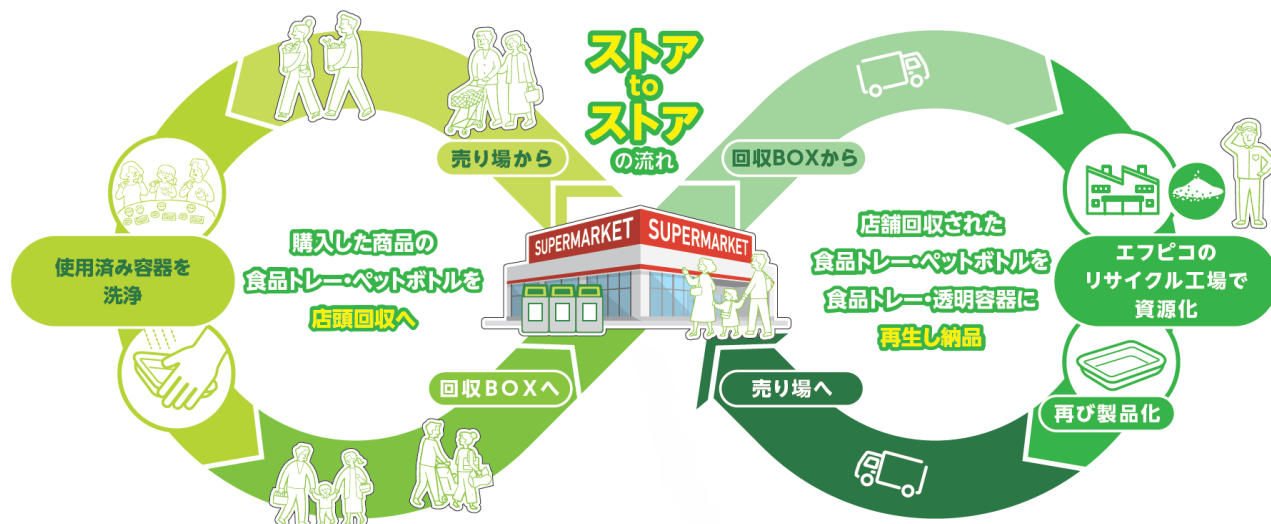 ストア
to
ストア
の流れ
売り場から
使用済み容器を
洗浄
購入した商品の
食品トレー・ペットボトルを
店頭回収へ
回収BOXへ
SUPERMARKET
SUPERMARKET
回収BOXから
店舗回収された
食品トレー・ペットボトルを
食品トレー・透明容器に
再生し納品
エフピコの
リサイクル工場で
資源化
再び製品化
売り場へ